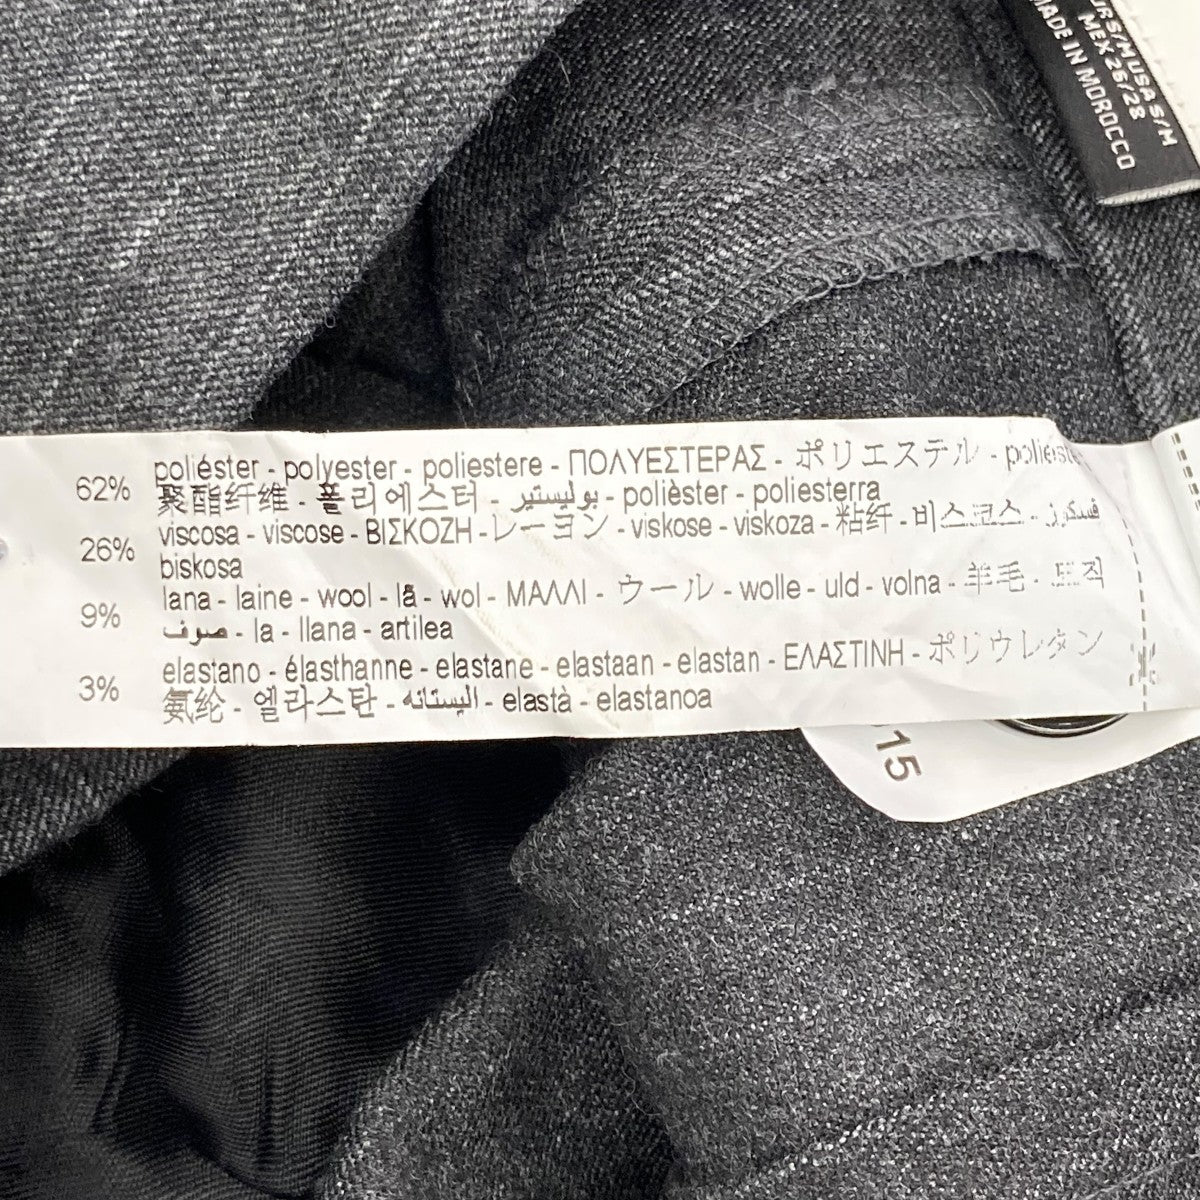 EUR S/M USA S/M
MEX 26/28
MADE IN MOROCCO
62% poliéster - polyester - poliestere - ΠΟΛΥΕΣΤΕΡΑΣ - ポリエステル -
聚酯纤维 - 폴리에스터 - بوليستير - polièster - poliesterra
26% viscosa - viscose - ΒΙΣΚΟΖΗ - レーヨン - viskose - viskoza - 粘纤 - 비스코스 -
biskosa
9% lana - laine - wool - lã - wol - ΜΑΛΛΙ - ウール - wolle - uld - volna - 羊毛 -
صوف - la - llana - artilea
3% elastano - élasthanne - elastane - elastaan - elastan - ΕΛΑΣΤΙΝΗ - ポリウレタン
氨纶 - 엘라스탄 - اليستانه - elastà - elastanoa
15